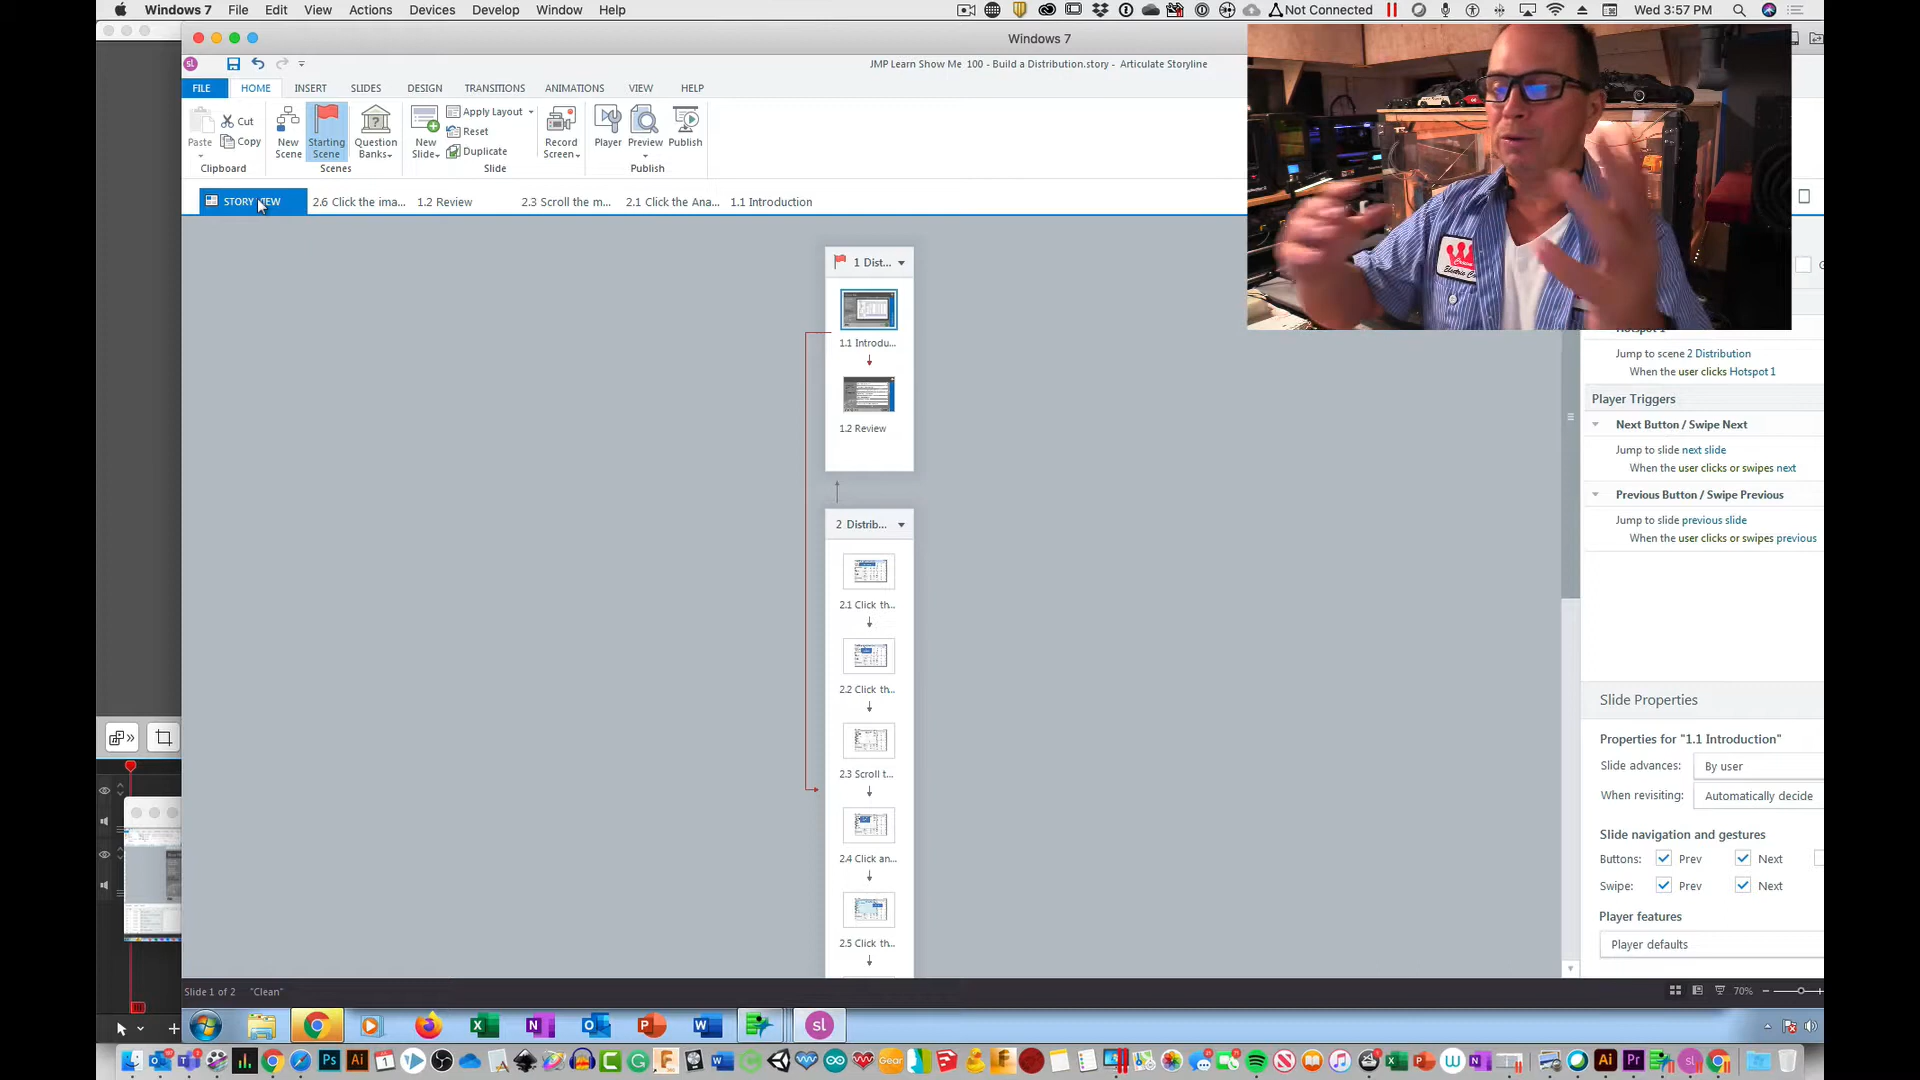 Windows 7 File Edit View Actions Devices Develop Window Help
Not Connected
Wed 3:57 PM
Windows 7
JMP Learn Show Me 100 - Build a Distribution.story - Articulate Storyline
FILE HOME INSERT SLIDES DESIGN TRANSITIONS ANIMATIONS VIEW HELP
Paste
Cut
Copy
Clipboard
New Scene
Starting Scene
Question Banks
Scenes
New Slide
Apply Layout
Reset
Duplicate
Slide
Record Screen
Player
Preview
Publish
Publish
STORY VIEW
2.6 Click the ima...
1.2 Review
2.3 Scroll the m...
2.1 Click the Ana...
1.1 Introduction
1 Dist...
1.1 Introdu...
1.2 Review
2 Distrib...
2.1 Click th...
2.2 Click th...
2.3 Scroll t...
2.4 Click an...
2.5 Click th...
Jump to scene 2 Distribution
When the user clicks Hotspot 1
Player Triggers
Next Button / Swipe Next
Jump to slide next slide
When the user clicks or swipes next
Previous Button / Swipe Previous
Jump to slide previous slide
When the user clicks or swipes previous
Slide Properties
Properties for "1.1 Introduction"
Slide advances: By user
When revisiting: Automatically decide
Slide navigation and gestures
Buttons: Prev Next
Swipe: Prev Next
Player features
Player defaults
Slide 1 of 2 "Clean"
70%